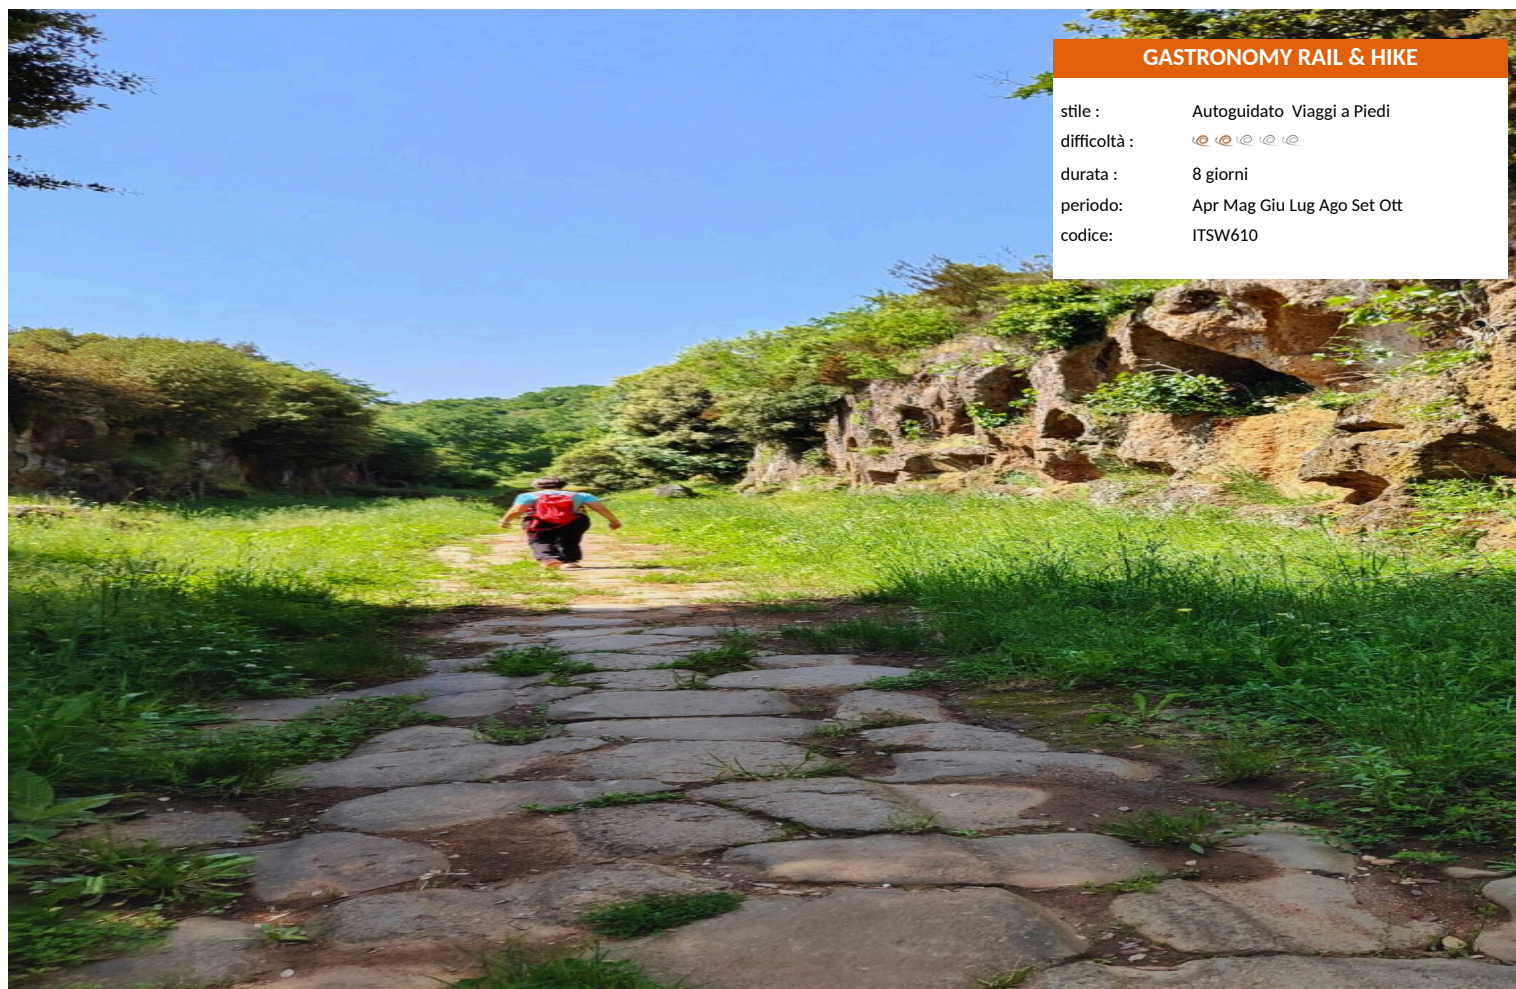 GASTRONOMY RAIL & HIKE
stile : Autoguidato Viaggi a Piedi
difficoltà :
durata : 8 giorni
periodo: Apr Mag Giu Lug Ago Set Ott
codice: ITSW610